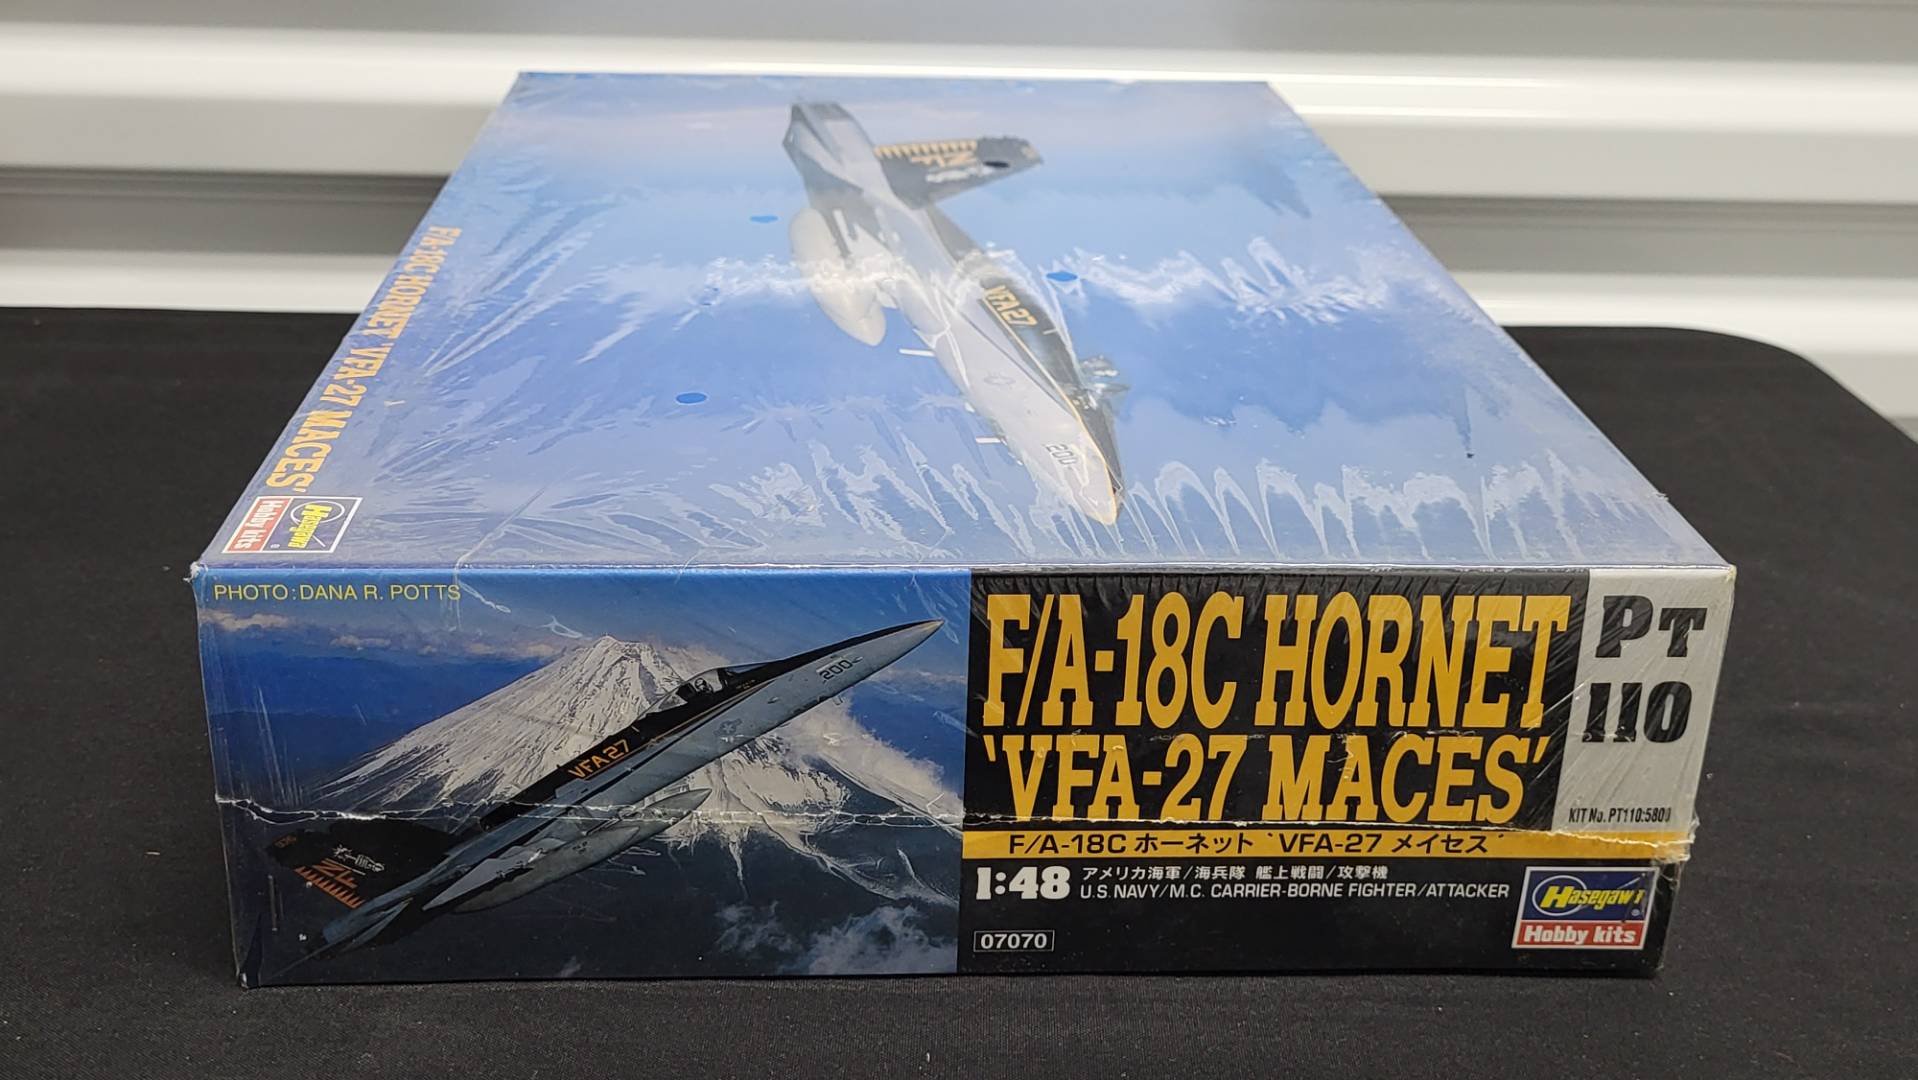 F/A-18C HORNET 'VFA-27 MACES'
Hasegawa
Hobby kits
VFA27
200
PHOTO: DANA R. POTTS
200
VFA27
F/A-18C HORNET
'VFA-27 MACES'
PT
110
KIT No. PT110:5800
F/A-18C ホーネット 'VFA-27 メイセス'
1:48
アメリカ海軍/海兵隊 艦上戦闘/攻撃機
U.S. NAVY/M.C. CARRIER-BORNE FIGHTER/ATTACKER
07070
Hasegawa
Hobby kits